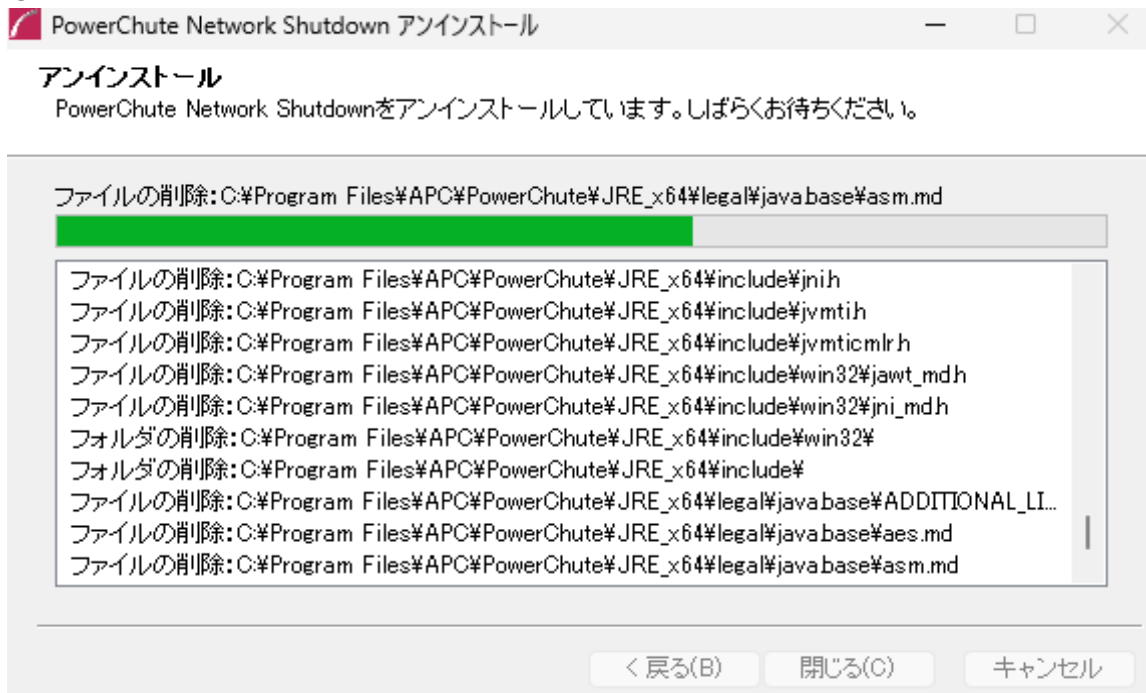 PowerChute Network Shutdown アンインストール
アンインストール
PowerChute Network Shutdownをアンインストールしています。しばらくお待ちください。
ファイルの削除:C:¥Program Files¥APC¥PowerChute¥JRE_x64¥legal¥java.base¥asm.md
ファイルの削除:C:¥Program Files¥APC¥PowerChute¥JRE_x64¥include¥jni.h
ファイルの削除:C:¥Program Files¥APC¥PowerChute¥JRE_x64¥include¥jvmti.h
ファイルの削除:C:¥Program Files¥APC¥PowerChute¥JRE_x64¥include¥jvmticmlr.h
ファイルの削除:C:¥Program Files¥APC¥PowerChute¥JRE_x64¥include¥win32¥jawt_md.h
ファイルの削除:C:¥Program Files¥APC¥PowerChute¥JRE_x64¥include¥win32¥jni_md.h
フォルダの削除:C:¥Program Files¥APC¥PowerChute¥JRE_x64¥include¥win32¥
フォルダの削除:C:¥Program Files¥APC¥PowerChute¥JRE_x64¥include¥
ファイルの削除:C:¥Program Files¥APC¥PowerChute¥JRE_x64¥legal¥java.base¥ADDITIONAL_LI...
ファイルの削除:C:¥Program Files¥APC¥PowerChute¥JRE_x64¥legal¥java.base¥aes.md
ファイルの削除:C:¥Program Files¥APC¥PowerChute¥JRE_x64¥legal¥java.base¥asm.md
< 戻る(B) 閉じる(C) キャンセル